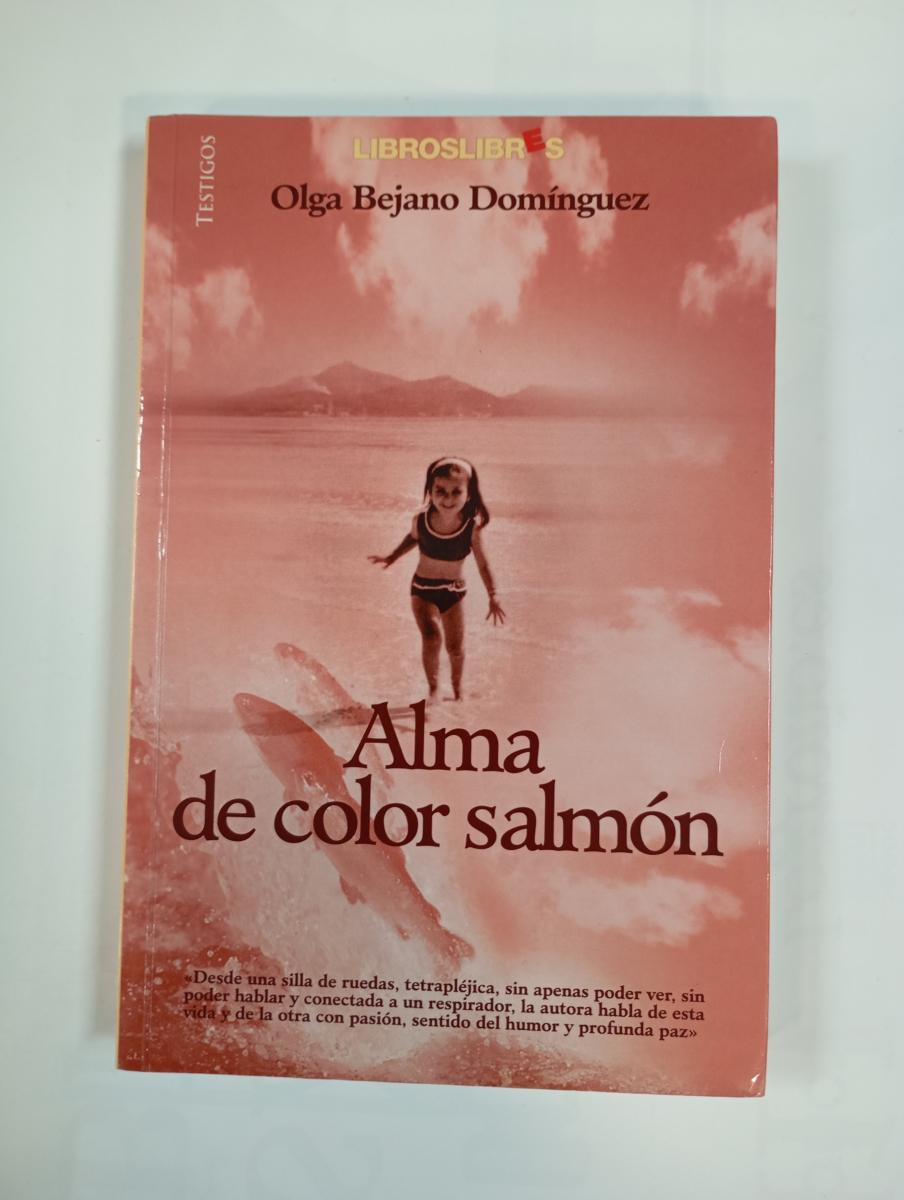 TESTIGOS
LIBROSLIBRES
Olga Bejano Domínguez
Alma
de color salmón
«Desde una silla de ruedas, tetrapléjica, sin apenas poder ver, sin
poder hablar y conectada a un respirador, la autora habla de esta
vida y de la otra con pasión, sentido del humor y profunda paz»